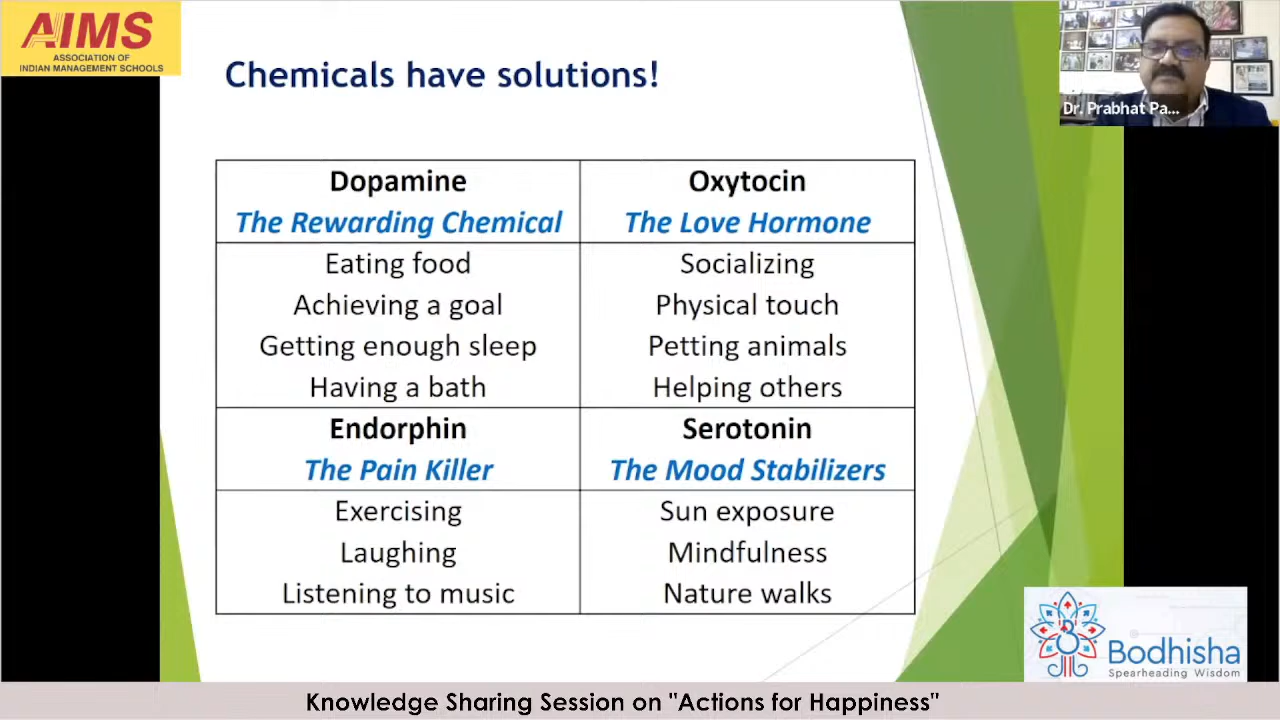 AIMS
ASSOCIATION OF
INDIAN MANAGEMENT SCHOOLS
Chemicals have solutions!
Dr. Prabhat Pa...
Dopamine
The Rewarding Chemical
Oxytocin
The Love Hormone
Eating food
Achieving a goal
Getting enough sleep
Having a bath
Socializing
Physical touch
Petting animals
Helping others
Endorphin
The Pain Killer
Serotonin
The Mood Stabilizers
Exercising
Laughing
Listening to music
Sun exposure
Mindfulness
Nature walks
Bodhisha
Spearheading Wisdom
Knowledge Sharing Session on "Actions for Happiness"